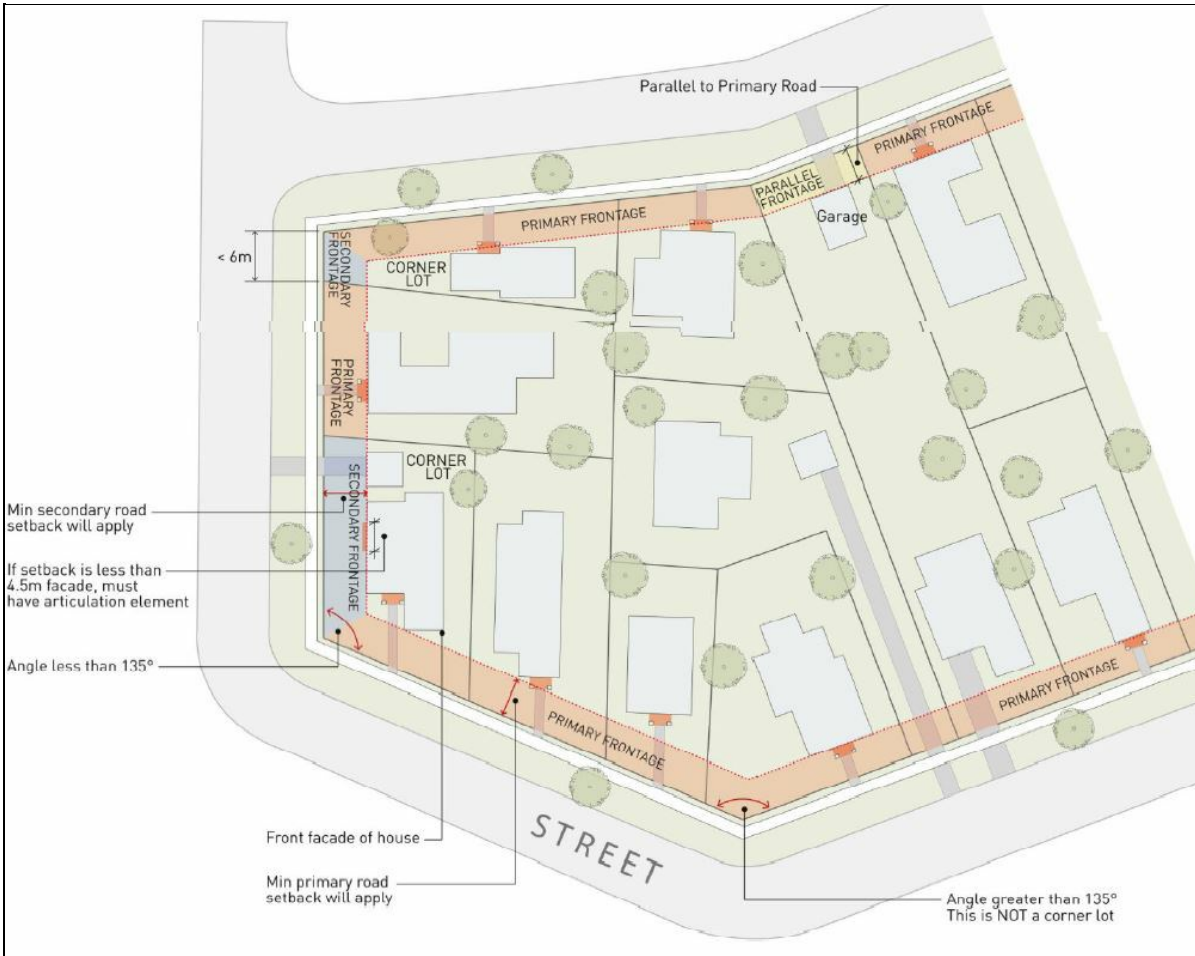 Parallel to Primary Road
PRIMARY FRONTAGE
PARALLEL
FRONTAGE
Garage
PRIMARY FRONTAGE
SECONDARY
FRONTAGE
< 6m
CORNER
LOT
PRIMARY
FRONTAGE
CORNER
LOT
SECONDARY FRONTAGE
Min secondary road
setback will apply
If setback is less than
4.5m facade, must
have articulation element
Angle less than 135°
PRIMARY FRONTAGE
PRIMARY FRONTAGE
Front facade of house
STREET
Min primary road
setback will apply
Angle greater than 135°
This is NOT a corner lot